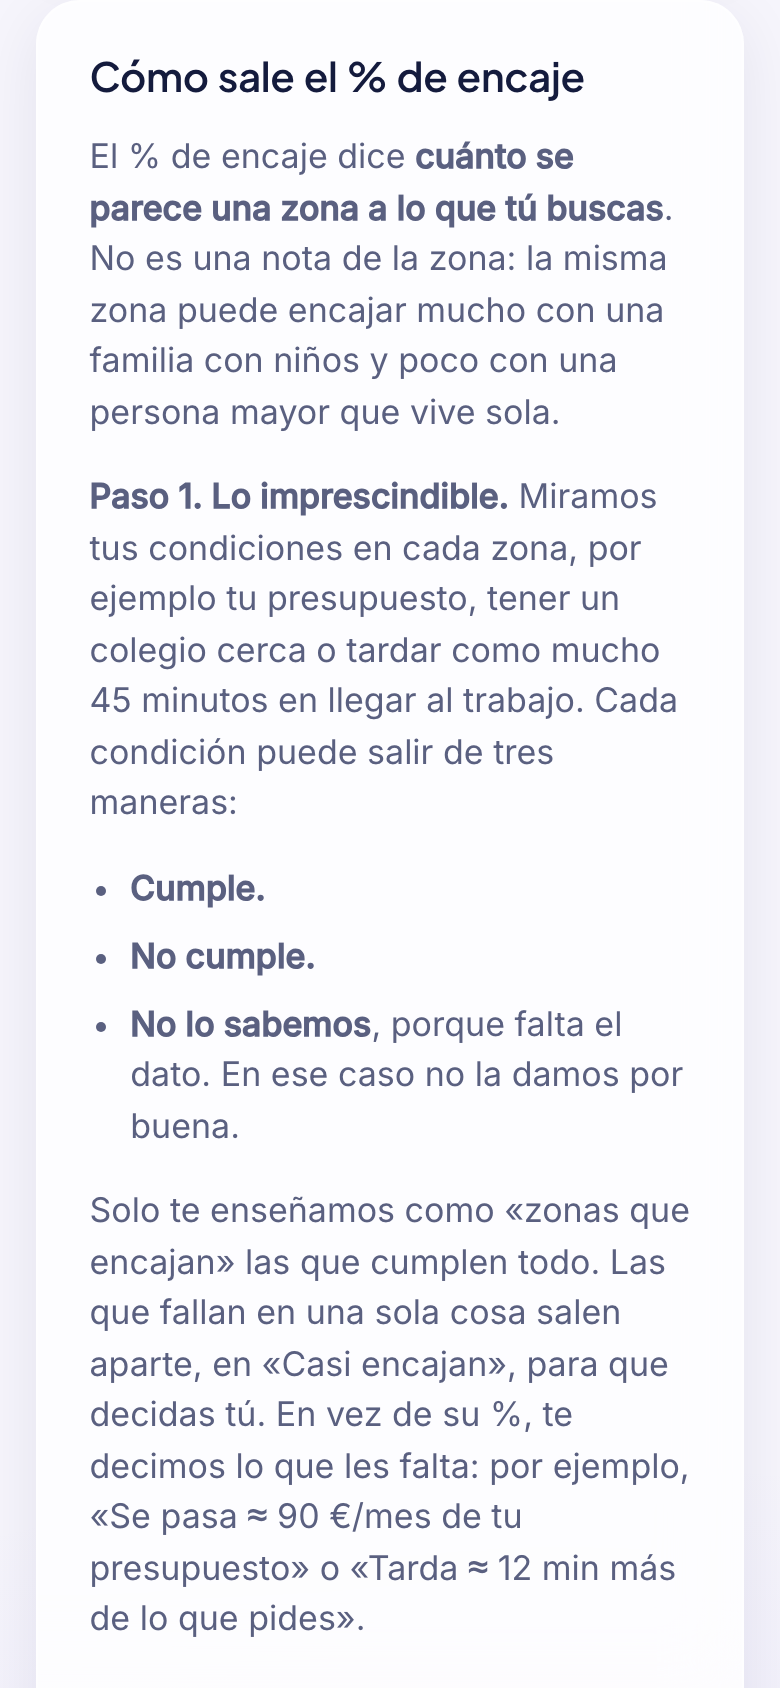 Cómo sale el % de encaje
El % de encaje dice cuánto se
parece una zona a lo que tú buscas.
No es una nota de la zona: la misma
zona puede encajar mucho con una
familia con niños y poco con una
persona mayor que vive sola.
Paso 1. Lo imprescindible. Miramos
tus condiciones en cada zona, por
ejemplo tu presupuesto, tener un
colegio cerca o tardar como mucho
45 minutos en llegar al trabajo. Cada
condición puede salir de tres
maneras:
• Cumple.
• No cumple.
• No lo sabemos, porque falta el
dato. En ese caso no la damos por
buena.
Solo te enseñamos como «zonas que
encajan» las que cumplen todo. Las
que fallan en una sola cosa salen
aparte, en «Casi encajan», para que
decidas tú. En vez de su %, te
decimos lo que les falta: por ejemplo,
«Se pasa ≈ 90 €/mes de tu
presupuesto» o «Tarda ≈ 12 min más
de lo que pides».